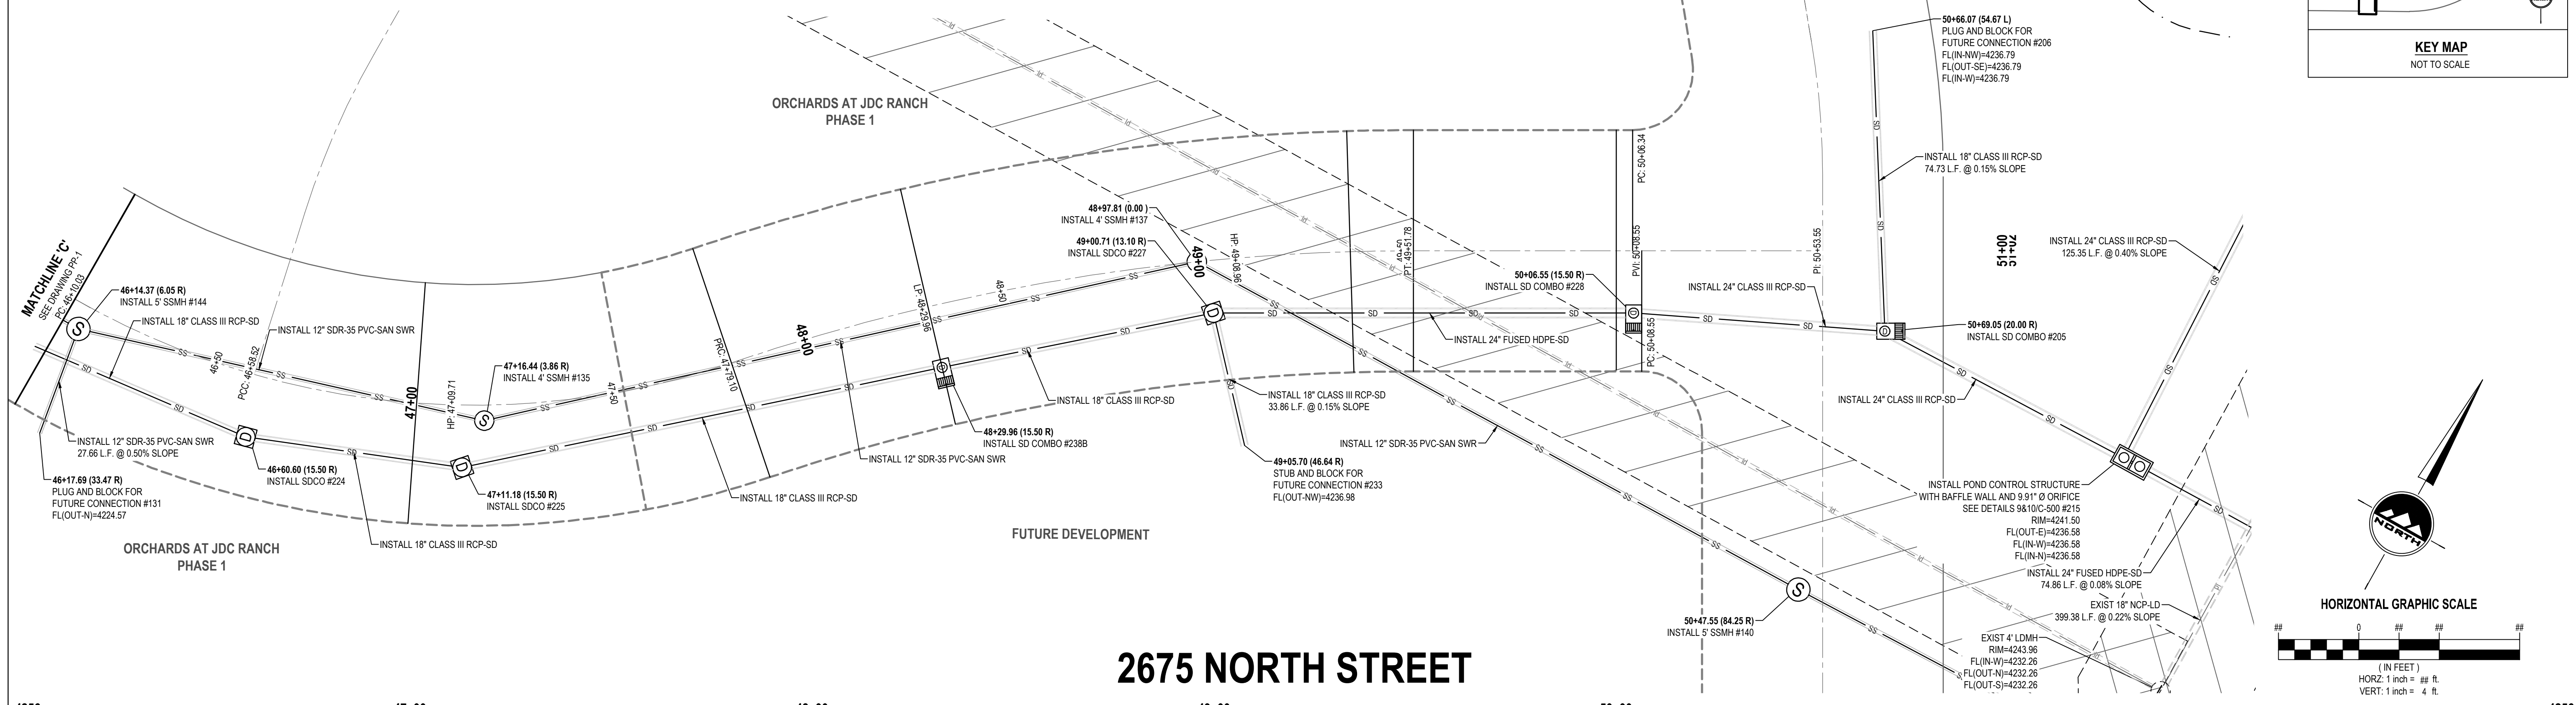 50+66.07 (54.67 L)
PLUG AND BLOCK FOR
FUTURE CONNECTION #206
FL(IN-NW)=4236.79
FL(OUT-SE)=4236.79
FL(IN-W)=4236.79
KEY MAP
NOT TO SCALE
ORCHARDS AT JDC RANCH
PHASE 1
INSTALL 18" CLASS III RCP-SD
74.73 L.F. @ 0.15% SLOPE
PC: 50+06.34
MATCHLINE 'C'
SEE DRAWING PP-1
PC: 46+10.03
46+14.37 (6.05 R)
INSTALL 5' SSMH #144
INSTALL 18" CLASS III RCP-SD
INSTALL 12" SDR-35 PVC-SAN SWR
46+50
PCC: 46+58.52
47+00
HP: 47+09.71
47+16.44 (3.86 R)
INSTALL 4' SSMH #135
47+50
PRC: 47+79.10
48+00
LP: 48+29.96
48+50
48+97.81 (0.00 )
INSTALL 4' SSMH #137
49+00.71 (13.10 R)
INSTALL SDCO #227
49+00
HP: 49+08.96
49+50
PT: 49+51.78
50+06.55 (15.50 R)
INSTALL SD COMBO #228
PVI: 50+08.55
PC: 50+08.55
INSTALL 24" CLASS III RCP-SD
PI: 50+53.55
51+00
51+02
INSTALL 24" CLASS III RCP-SD
125.35 L.F. @ 0.40% SLOPE
50+69.05 (20.00 R)
INSTALL SD COMBO #205
INSTALL 24" FUSED HDPE-SD
INSTALL 24" CLASS III RCP-SD
INSTALL 18" CLASS III RCP-SD
INSTALL 18" CLASS III RCP-SD
33.86 L.F. @ 0.15% SLOPE
INSTALL 12" SDR-35 PVC-SAN SWR
27.66 L.F. @ 0.50% SLOPE
46+17.69 (33.47 R)
PLUG AND BLOCK FOR
FUTURE CONNECTION #131
FL(OUT-N)=4224.57
46+60.60 (15.50 R)
INSTALL SDCO #224
47+11.18 (15.50 R)
INSTALL SDCO #225
INSTALL 18" CLASS III RCP-SD
INSTALL 12" SDR-35 PVC-SAN SWR
48+29.96 (15.50 R)
INSTALL SD COMBO #238B
INSTALL 12" SDR-35 PVC-SAN SWR
49+05.70 (46.64 R)
STUB AND BLOCK FOR
FUTURE CONNECTION #233
FL(OUT-NW)=4236.98
INSTALL POND CONTROL STRUCTURE
WITH BAFFLE WALL AND 9.91" Ø ORIFICE
SEE DETAILS 9&10/C-500 #215
RIM=4241.50
FL(OUT-E)=4236.58
FL(IN-W)=4236.58
FL(IN-N)=4236.58
INSTALL 24" FUSED HDPE-SD
74.86 L.F. @ 0.08% SLOPE
EXIST 18" NCP-LD
399.38 L.F. @ 0.22% SLOPE
EXIST 4' LDMH
RIM=4243.96
FL(IN-W)=4232.26
FL(OUT-N)=4232.26
FL(OUT-S)=4232.26
ORCHARDS AT JDC RANCH
PHASE 1
INSTALL 18" CLASS III RCP-SD
FUTURE DEVELOPMENT
50+47.55 (84.25 R)
INSTALL 5' SSMH #140
2675 NORTH STREET
NORTH
HORIZONTAL GRAPHIC SCALE
## 0 ## ## ##
( IN FEET )
HORZ: 1 inch = ## ft.
VERT: 1 inch = 4 ft.